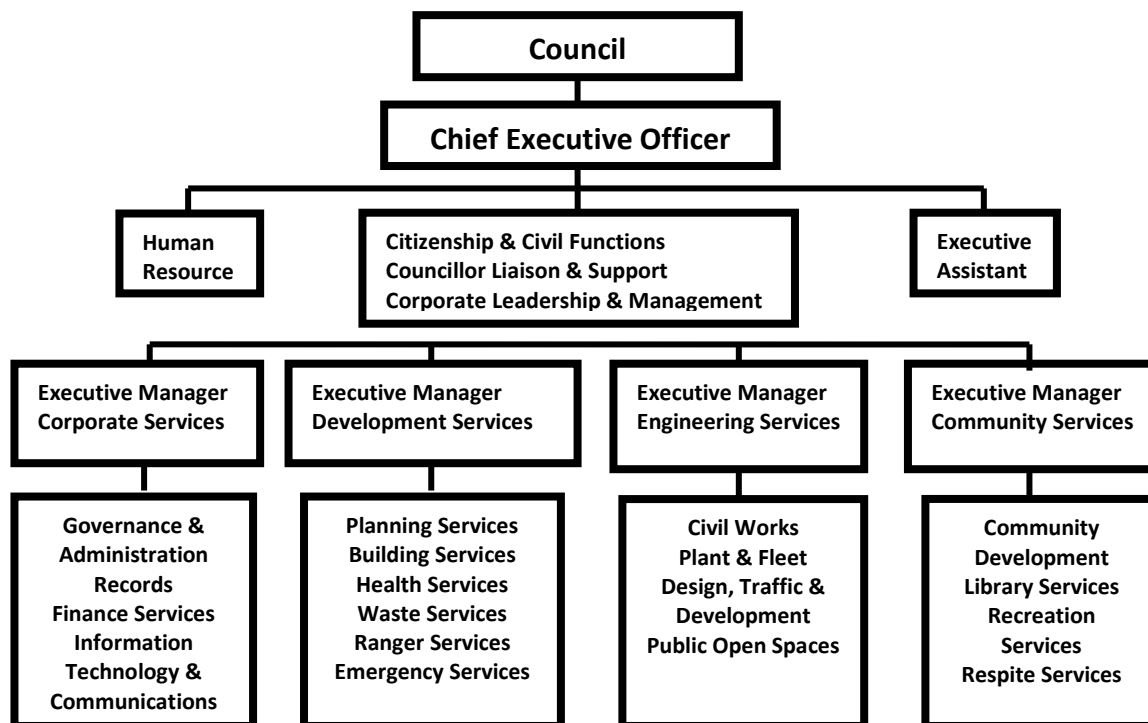 Council
Chief Executive Officer
Human
Resource
Citizenship & Civil Functions
Councillor Liaison & Support
Corporate Leadership & Management
Executive
Assistant
Executive Manager
Corporate Services
Executive Manager
Development Services
Executive Manager
Engineering Services
Executive Manager
Community Services
Governance &
Administration
Records
Finance Services
Information
Technology &
Communications
Planning Services
Building Services
Health Services
Waste Services
Ranger Services
Emergency Services
Civil Works
Plant & Fleet
Design, Traffic &
Development
Public Open Spaces
Community
Development
Library Services
Recreation
Services
Respite Services